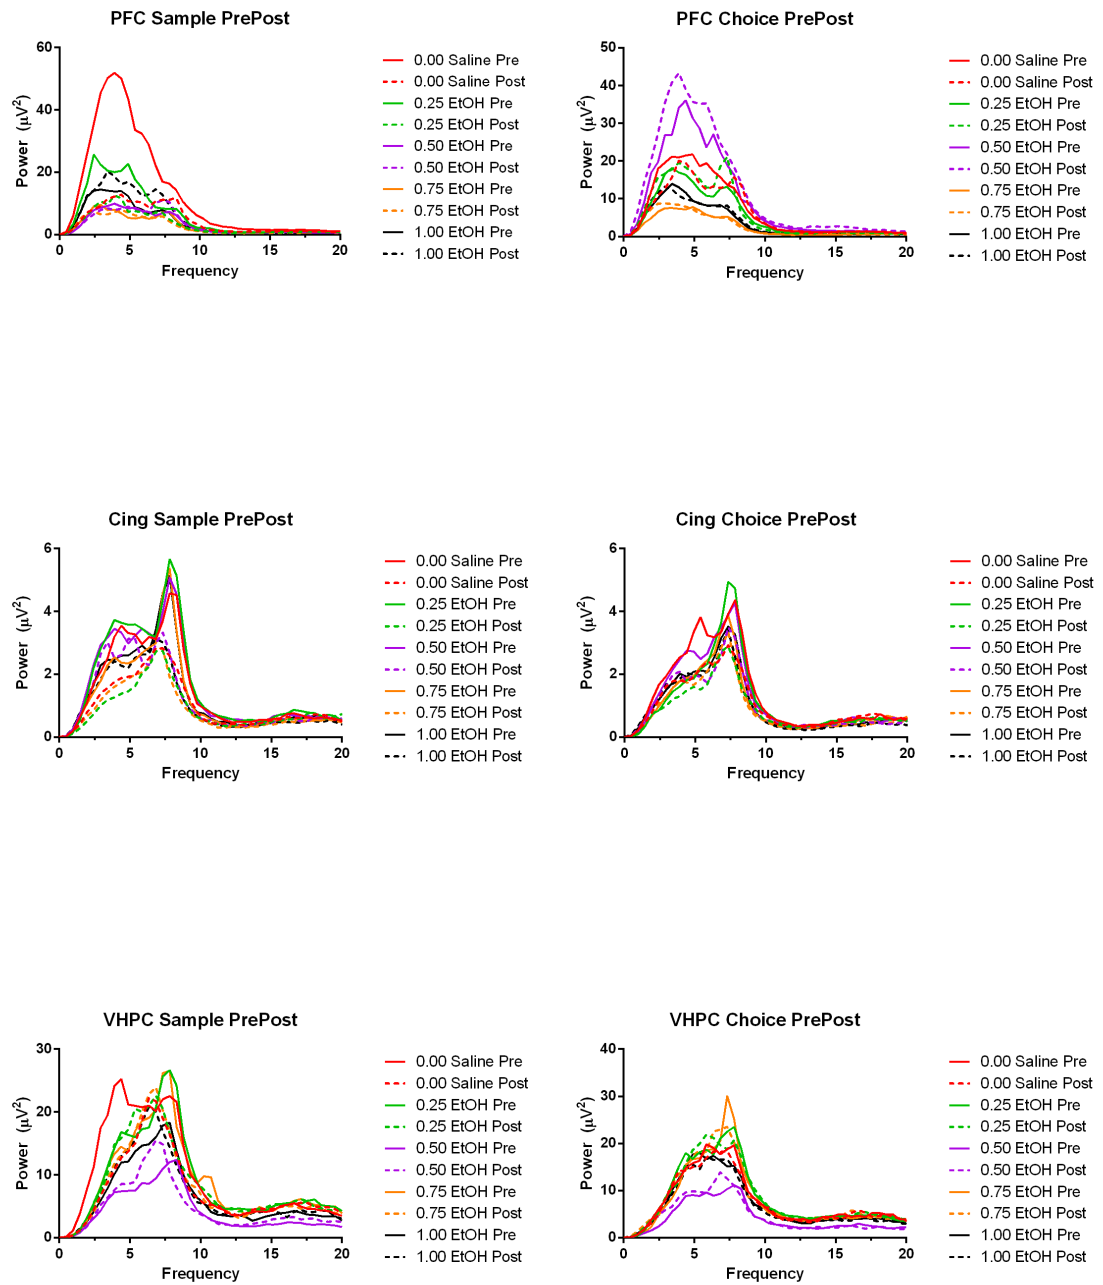 PFC Sample PrePost
60
40
20
0
0
5
10
15
20
Power (μV²)
Frequency
0.00 Saline Pre
0.00 Saline Post
0.25 EtOH Pre
0.25 EtOH Post
0.50 EtOH Pre
0.50 EtOH Post
0.75 EtOH Pre
0.75 EtOH Post
1.00 EtOH Pre
1.00 EtOH Post
PFC Choice PrePost
50
40
30
20
10
0
0
5
10
15
20
Power (μV²)
Frequency
0.00 Saline Pre
0.00 Saline Post
0.25 EtOH Pre
0.25 EtOH Post
0.50 EtOH Pre
0.50 EtOH Post
0.75 EtOH Pre
0.75 EtOH Post
1.00 EtOH Pre
1.00 EtOH Post
Cing Sample PrePost
6
4
2
0
0
5
10
15
20
Power (μV²)
Frequency
0.00 Saline Pre
0.00 Saline Post
0.25 EtOH Pre
0.25 EtOH Post
0.50 EtOH Pre
0.50 EtOH Post
0.75 EtOH Pre
0.75 EtOH Post
1.00 EtOH Pre
1.00 EtOH Post
Cing Choice PrePost
6
4
2
0
0
5
10
15
20
Power (μV²)
Frequency
0.00 Saline Pre
0.00 Saline Post
0.25 EtOH Pre
0.25 EtOH Post
0.50 EtOH Pre
0.50 EtOH Post
0.75 EtOH Pre
0.75 EtOH Post
1.00 EtOH Pre
1.00 EtOH Post
VHPC Sample PrePost
30
20
10
0
0
5
10
15
20
Power (μV²)
Frequency
0.00 Saline Pre
0.00 Saline Post
0.25 EtOH Pre
0.25 EtOH Post
0.50 EtOH Pre
0.50 EtOH Post
0.75 EtOH Pre
0.75 EtOH Post
1.00 EtOH Pre
1.00 EtOH Post
VHPC Choice PrePost
40
30
20
10
0
0
5
10
15
20
Power (μV²)
Frequency
0.00 Saline Pre
0.00 Saline Post
0.25 EtOH Pre
0.25 EtOH Post
0.50 EtOH Pre
0.50 EtOH Post
0.75 EtOH Pre
0.75 EtOH Post
1.00 EtOH Pre
1.00 EtOH Post